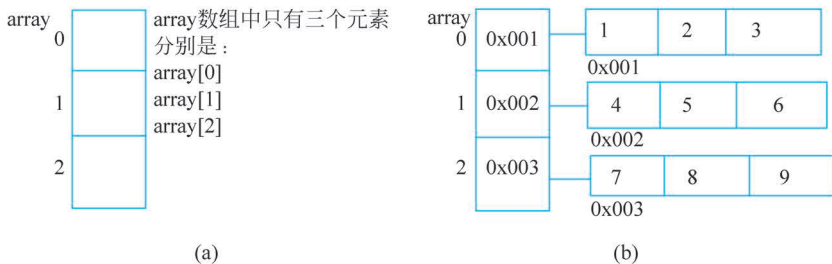 array
0
1
2
array数组中只有三个元素
分别是：
array[0]
array[1]
array[2]
(a)
array
0 0x001 1 2 3
0x001
1 0x002 4 5 6
0x002
2 0x003 7 8 9
0x003
(b)